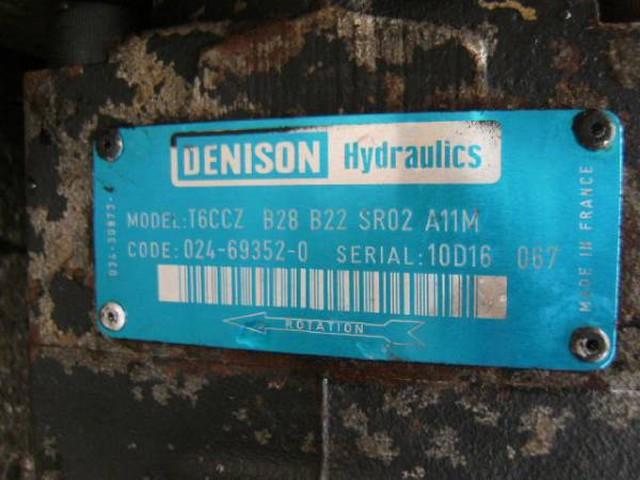 DENISON Hydraulics
MODEL: T6CCZ B28 B22 SR02 A11M
CODE: 024-69352-0 SERIAL: 10D16 067
ROTATION
MADE IN FRANCE